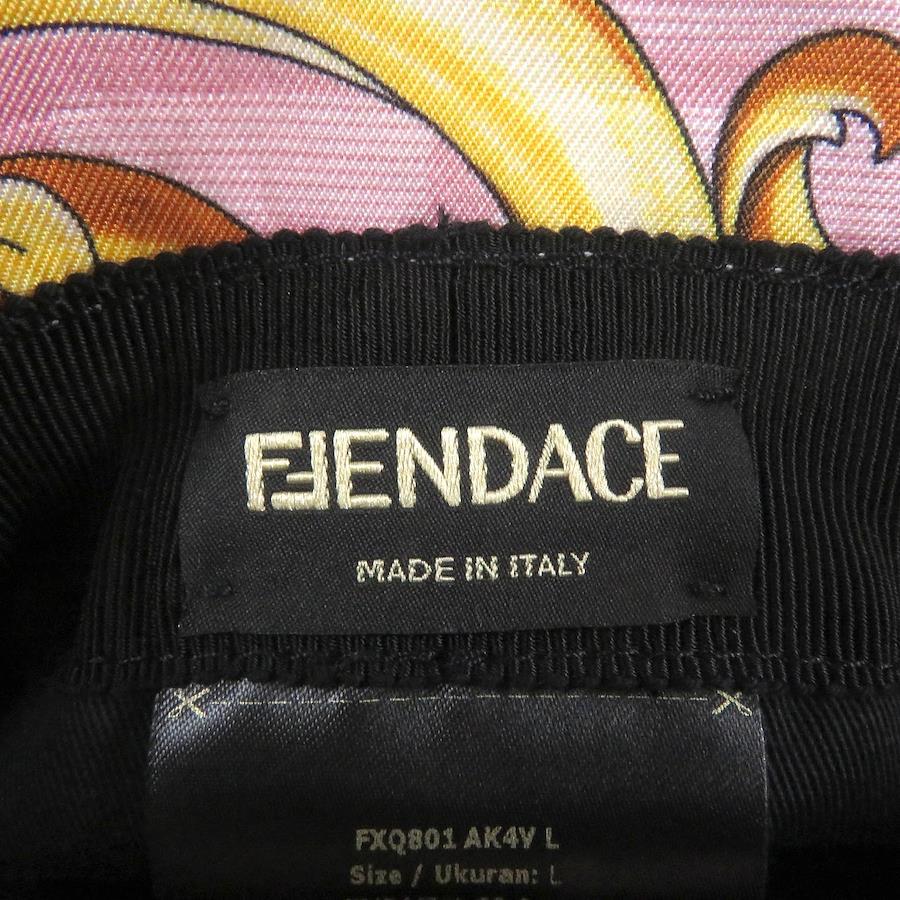 FENDACE
MADE IN ITALY
FXQ801 AK4V L
Size / Ukuran: L